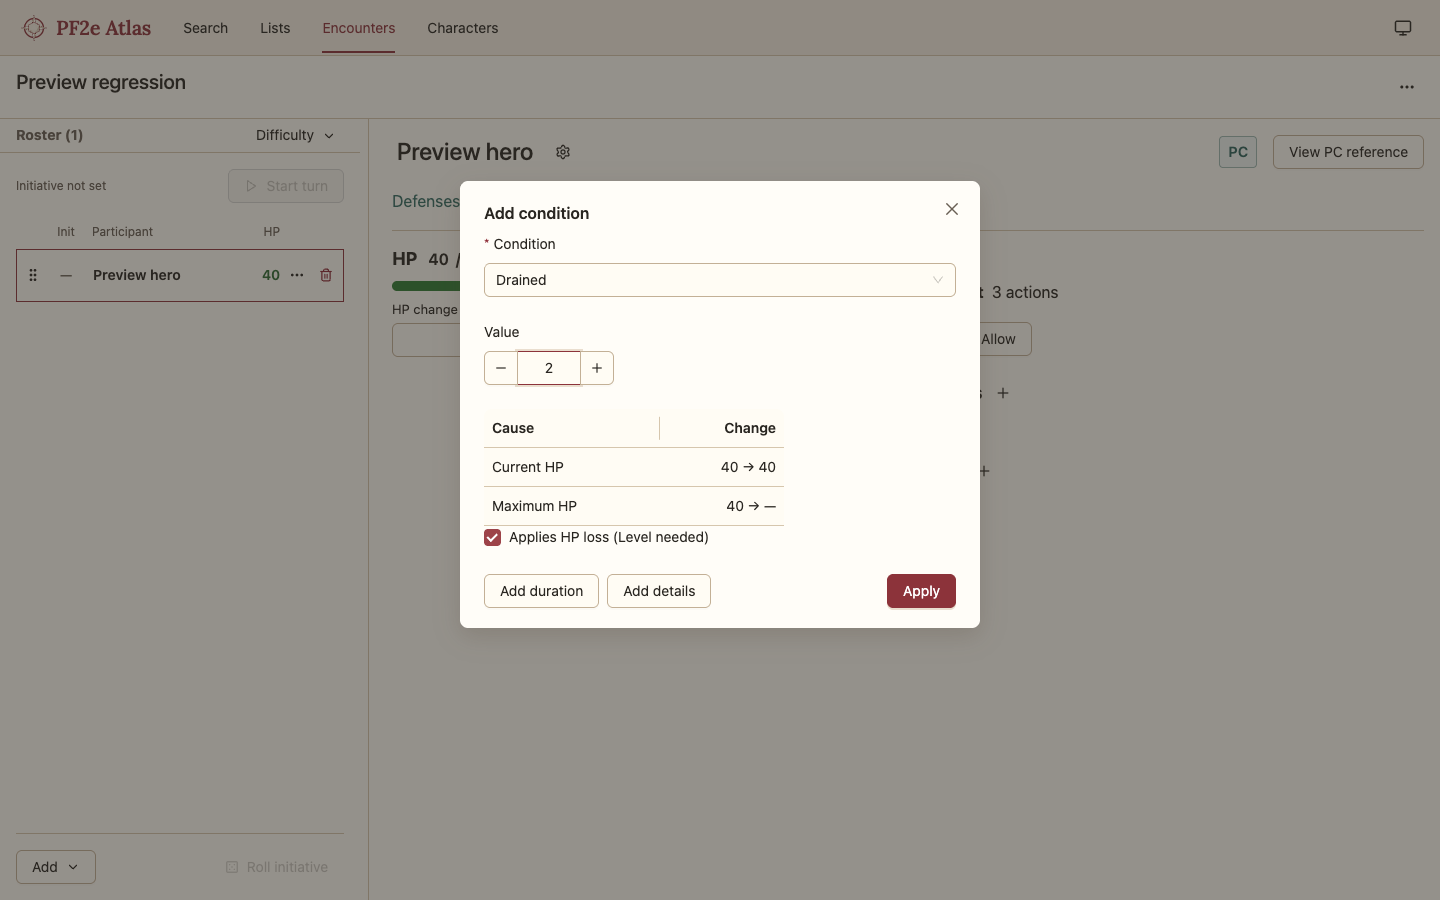 PF2e Atlas Search Lists Encounters Characters
Preview regression
Roster (1) Difficulty
Initiative not set Start turn
Init Participant HP
— Preview hero 40
Add Roll initiative
Preview hero PC View PC reference
Defenses
HP 40 /
HP change
3 actions
Allow
Add condition
* Condition
Drained
Value
2
Cause Change
Current HP 40 → 40
Maximum HP 40 → —
Applies HP loss (Level needed)
Add duration Add details Apply